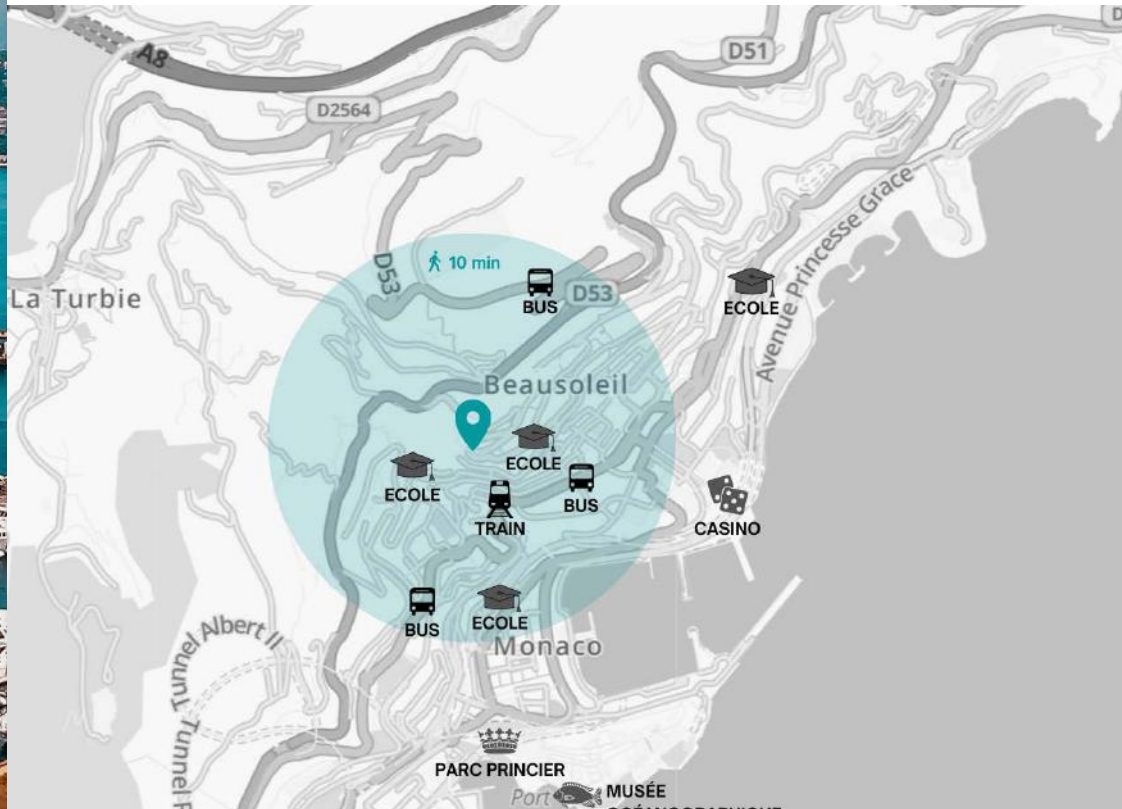 A8
D51
D2564
D53
10 min
BUS
D53
ECOLE
Avenue Princesse Grace
La Turbie
Beausoleil
ECOLE
ECOLE
BUS
TRAIN
CASINO
BUS
ECOLE
Monaco
Tunnel Albert II
Tunnel
PARC PRINCIER
Port
MUSÉE
OCÉANOGRAPHIQUE